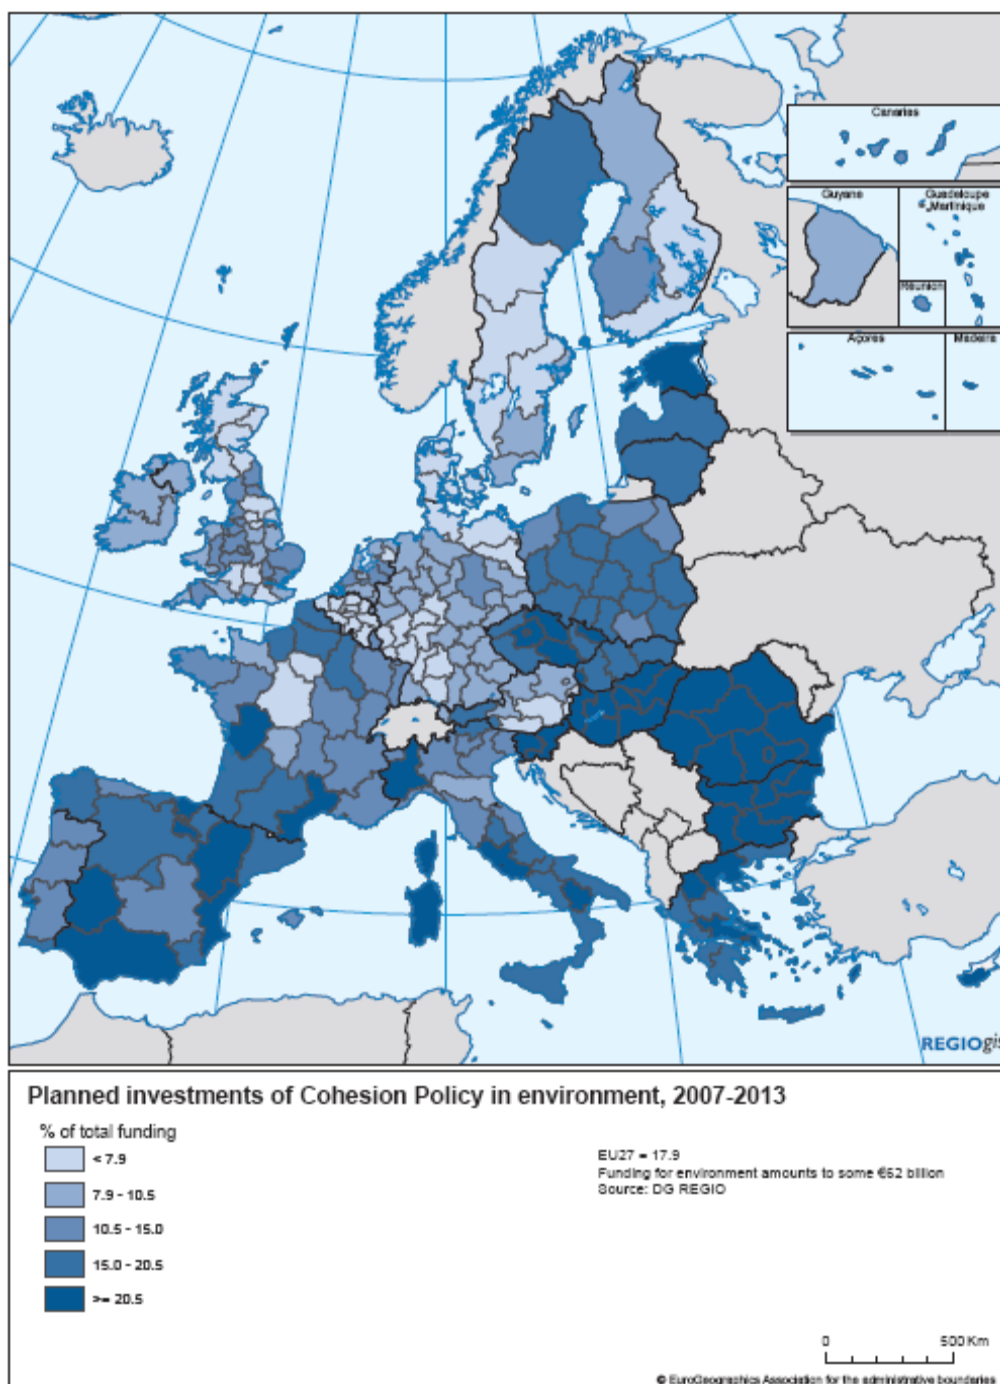 Canarias
Guyane
Guadeloupe
Martinique
Réunion
Açores
Madeira
REGIOgis
Planned investments of Cohesion Policy in environment, 2007-2013
% of total funding
< 7.9
7.9 - 10.5
10.5 - 15.0
15.0 - 20.5
>= 20.5
EU27 = 17.9
Funding for environment amounts to some €52 billion
Source: DG REGIO
0 500 Km
© EuroGeographics Association for the administrative boundaries